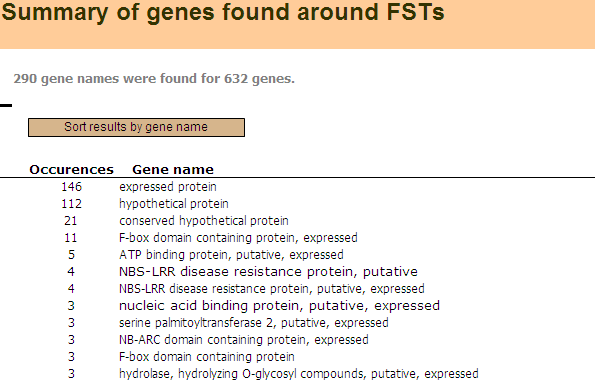 Summary of genes found around FSTs
290 gene names were found for 632 genes.
Sort results by gene name
Occurences Gene name
146 expressed protein
112 hypothetical protein
21 conserved hypothetical protein
11 F-box domain containing protein, expressed
5 ATP binding protein, putative, expressed
4 NBS-LRR disease resistance protein, putative
4 NBS-LRR disease resistance protein, putative, expressed
3 nucleic acid binding protein, putative, expressed
3 serine palmitoyltransferase 2, putative, expressed
3 NB-ARC domain containing protein, expressed
3 F-box domain containing protein
3 hydrolase, hydrolyzing O-glycosyl compounds, putative, expressed